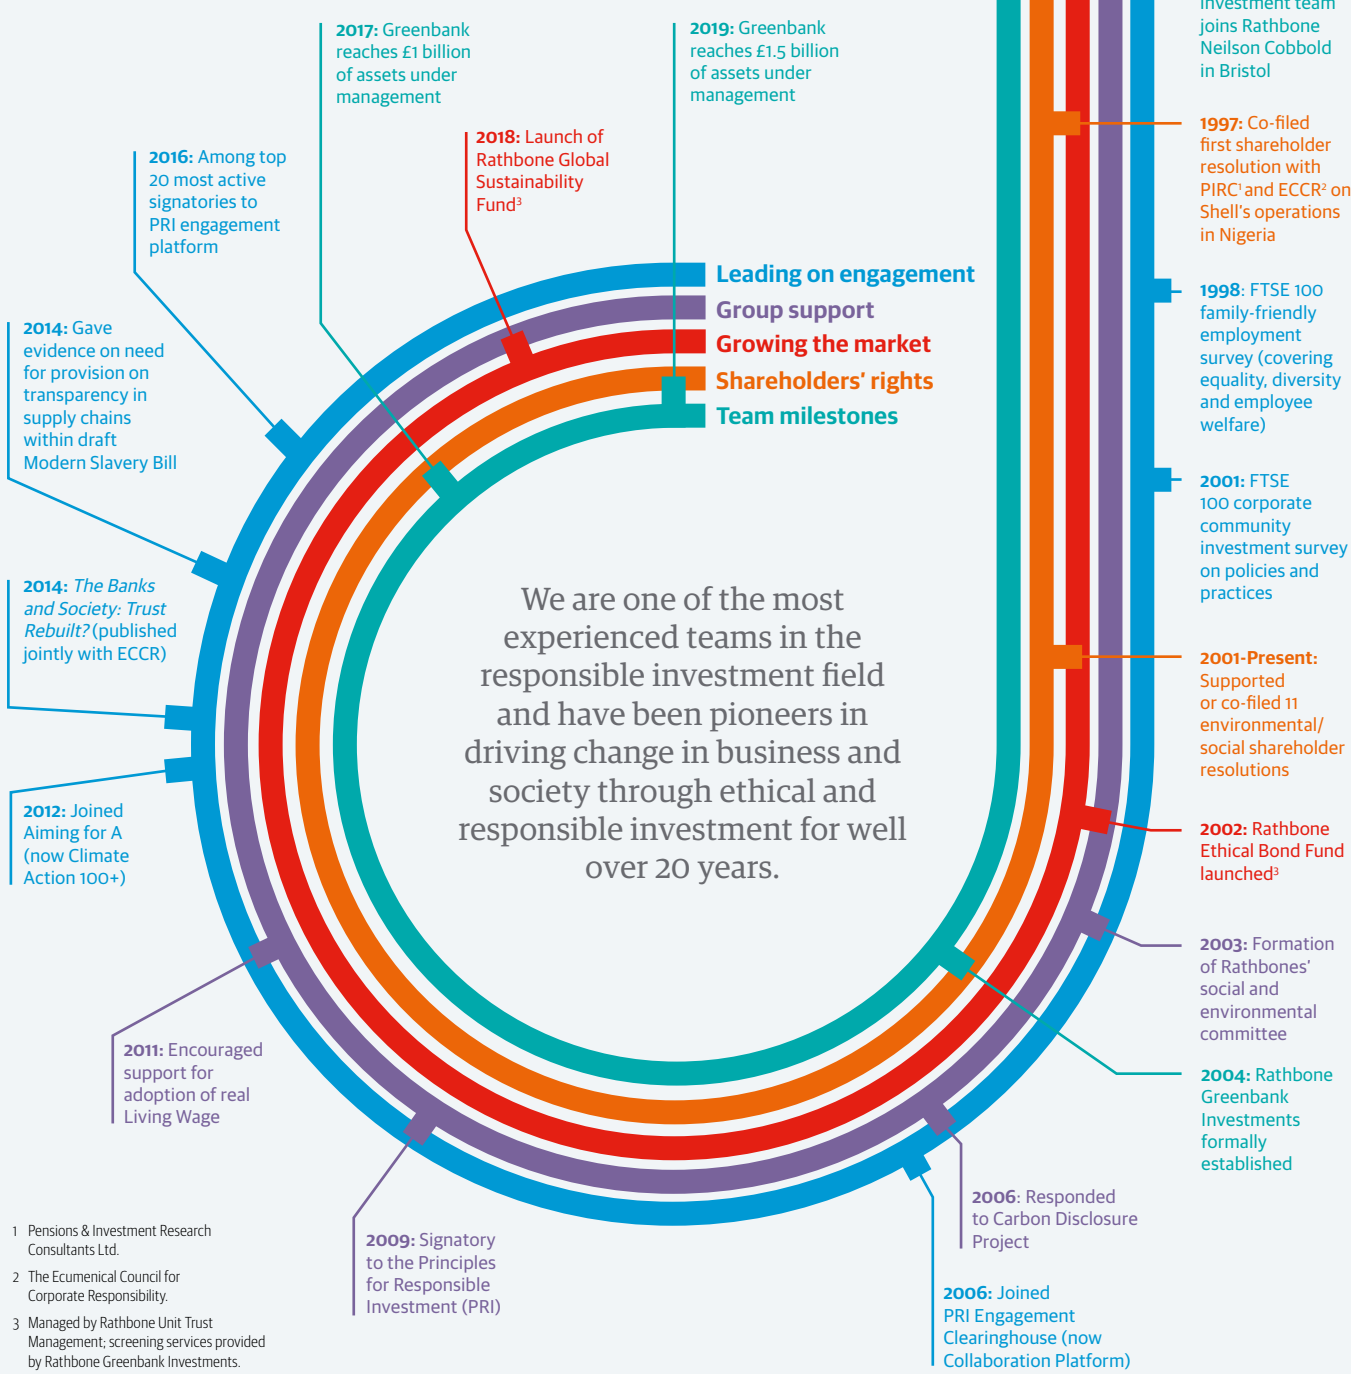 investment team
joins Rathbone
Neilson Cobbold
in Bristol
1997: Co-filed
first shareholder
resolution with
PIRC¹ and ECCR² on
Shell's operations
in Nigeria
1998: FTSE 100
family-friendly
employment
survey (covering
equality, diversity
and employee
welfare)
2001: FTSE
100 corporate
community
investment survey
on policies and
practices
2001-Present:
Supported
or co-filed 11
environmental/
social shareholder
resolutions
2002: Rathbone
Ethical Bond Fund
launched³
2003: Formation
of Rathbones'
social and
environmental
committee
2004: Rathbone
Greenbank
Investments
formally
established
2006: Responded
to Carbon Disclosure
Project
2006: Joined
PRI Engagement
Clearinghouse (now
Collaboration Platform)
2009: Signatory
to the Principles
for Responsible
Investment (PRI)
2011: Encouraged
support for
adoption of real
Living Wage
2012: Joined
Aiming for A
(now Climate
Action 100+)
2014: The Banks
and Society: Trust
Rebuilt? (published
jointly with ECCR)
2014: Gave
evidence on need
for provision on
transparency in
supply chains
within draft
Modern Slavery Bill
2016: Among top
20 most active
signatories to
PRI engagement
platform
2017: Greenbank
reaches £1 billion
of assets under
management
2018: Launch of
Rathbone Global
Sustainability
Fund³
2019: Greenbank
reaches £1.5 billion
of assets under
management
Leading on engagement
Group support
Growing the market
Shareholders' rights
Team milestones
We are one of the most
experienced teams in the
responsible investment field
and have been pioneers in
driving change in business and
society through ethical and
responsible investment for well
over 20 years.
1 Pensions & Investment Research
Consultants Ltd.
2 The Ecumenical Council for
Corporate Responsibility.
3 Managed by Rathbone Unit Trust
Management; screening services provided
by Rathbone Greenbank Investments.